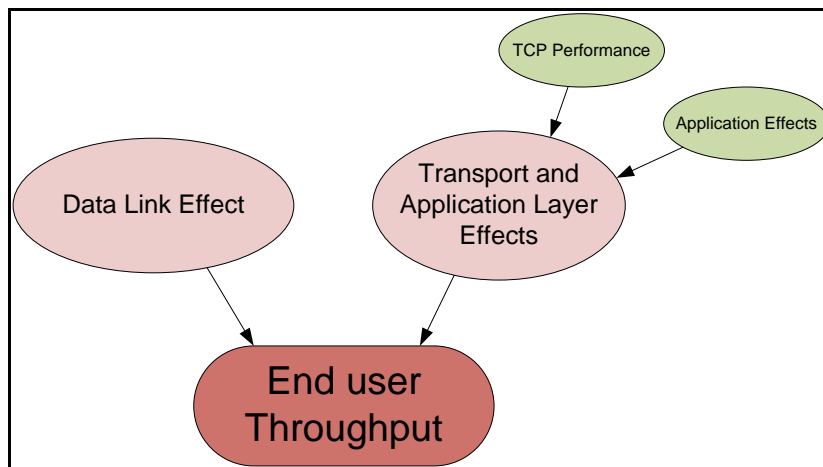 TCP Performance
Application Effects
Data Link Effect
Transport and
Application Layer
Effects
End user
Throughput